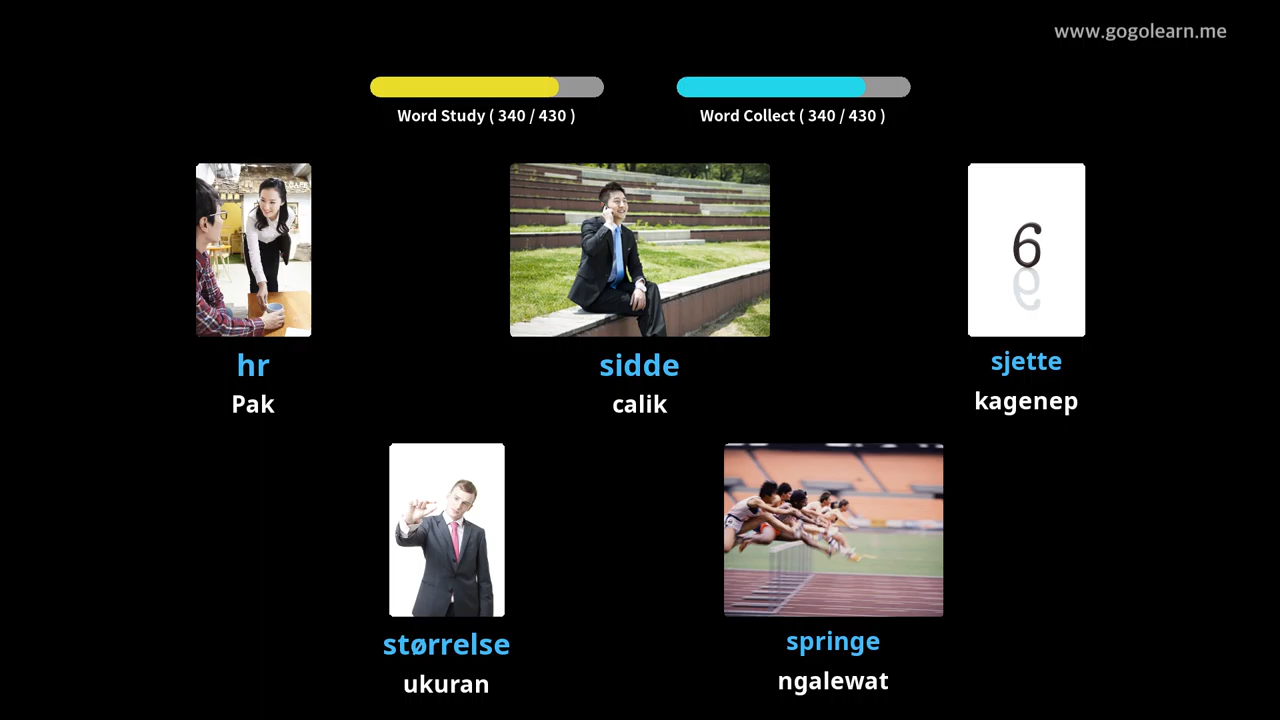 www.gogolearn.me
Word Study ( 340 / 430 )
Word Collect ( 340 / 430 )
6
hr
Pak
sidde
calik
sjette
kagenep
størrelse
ukuran
springe
ngalewat